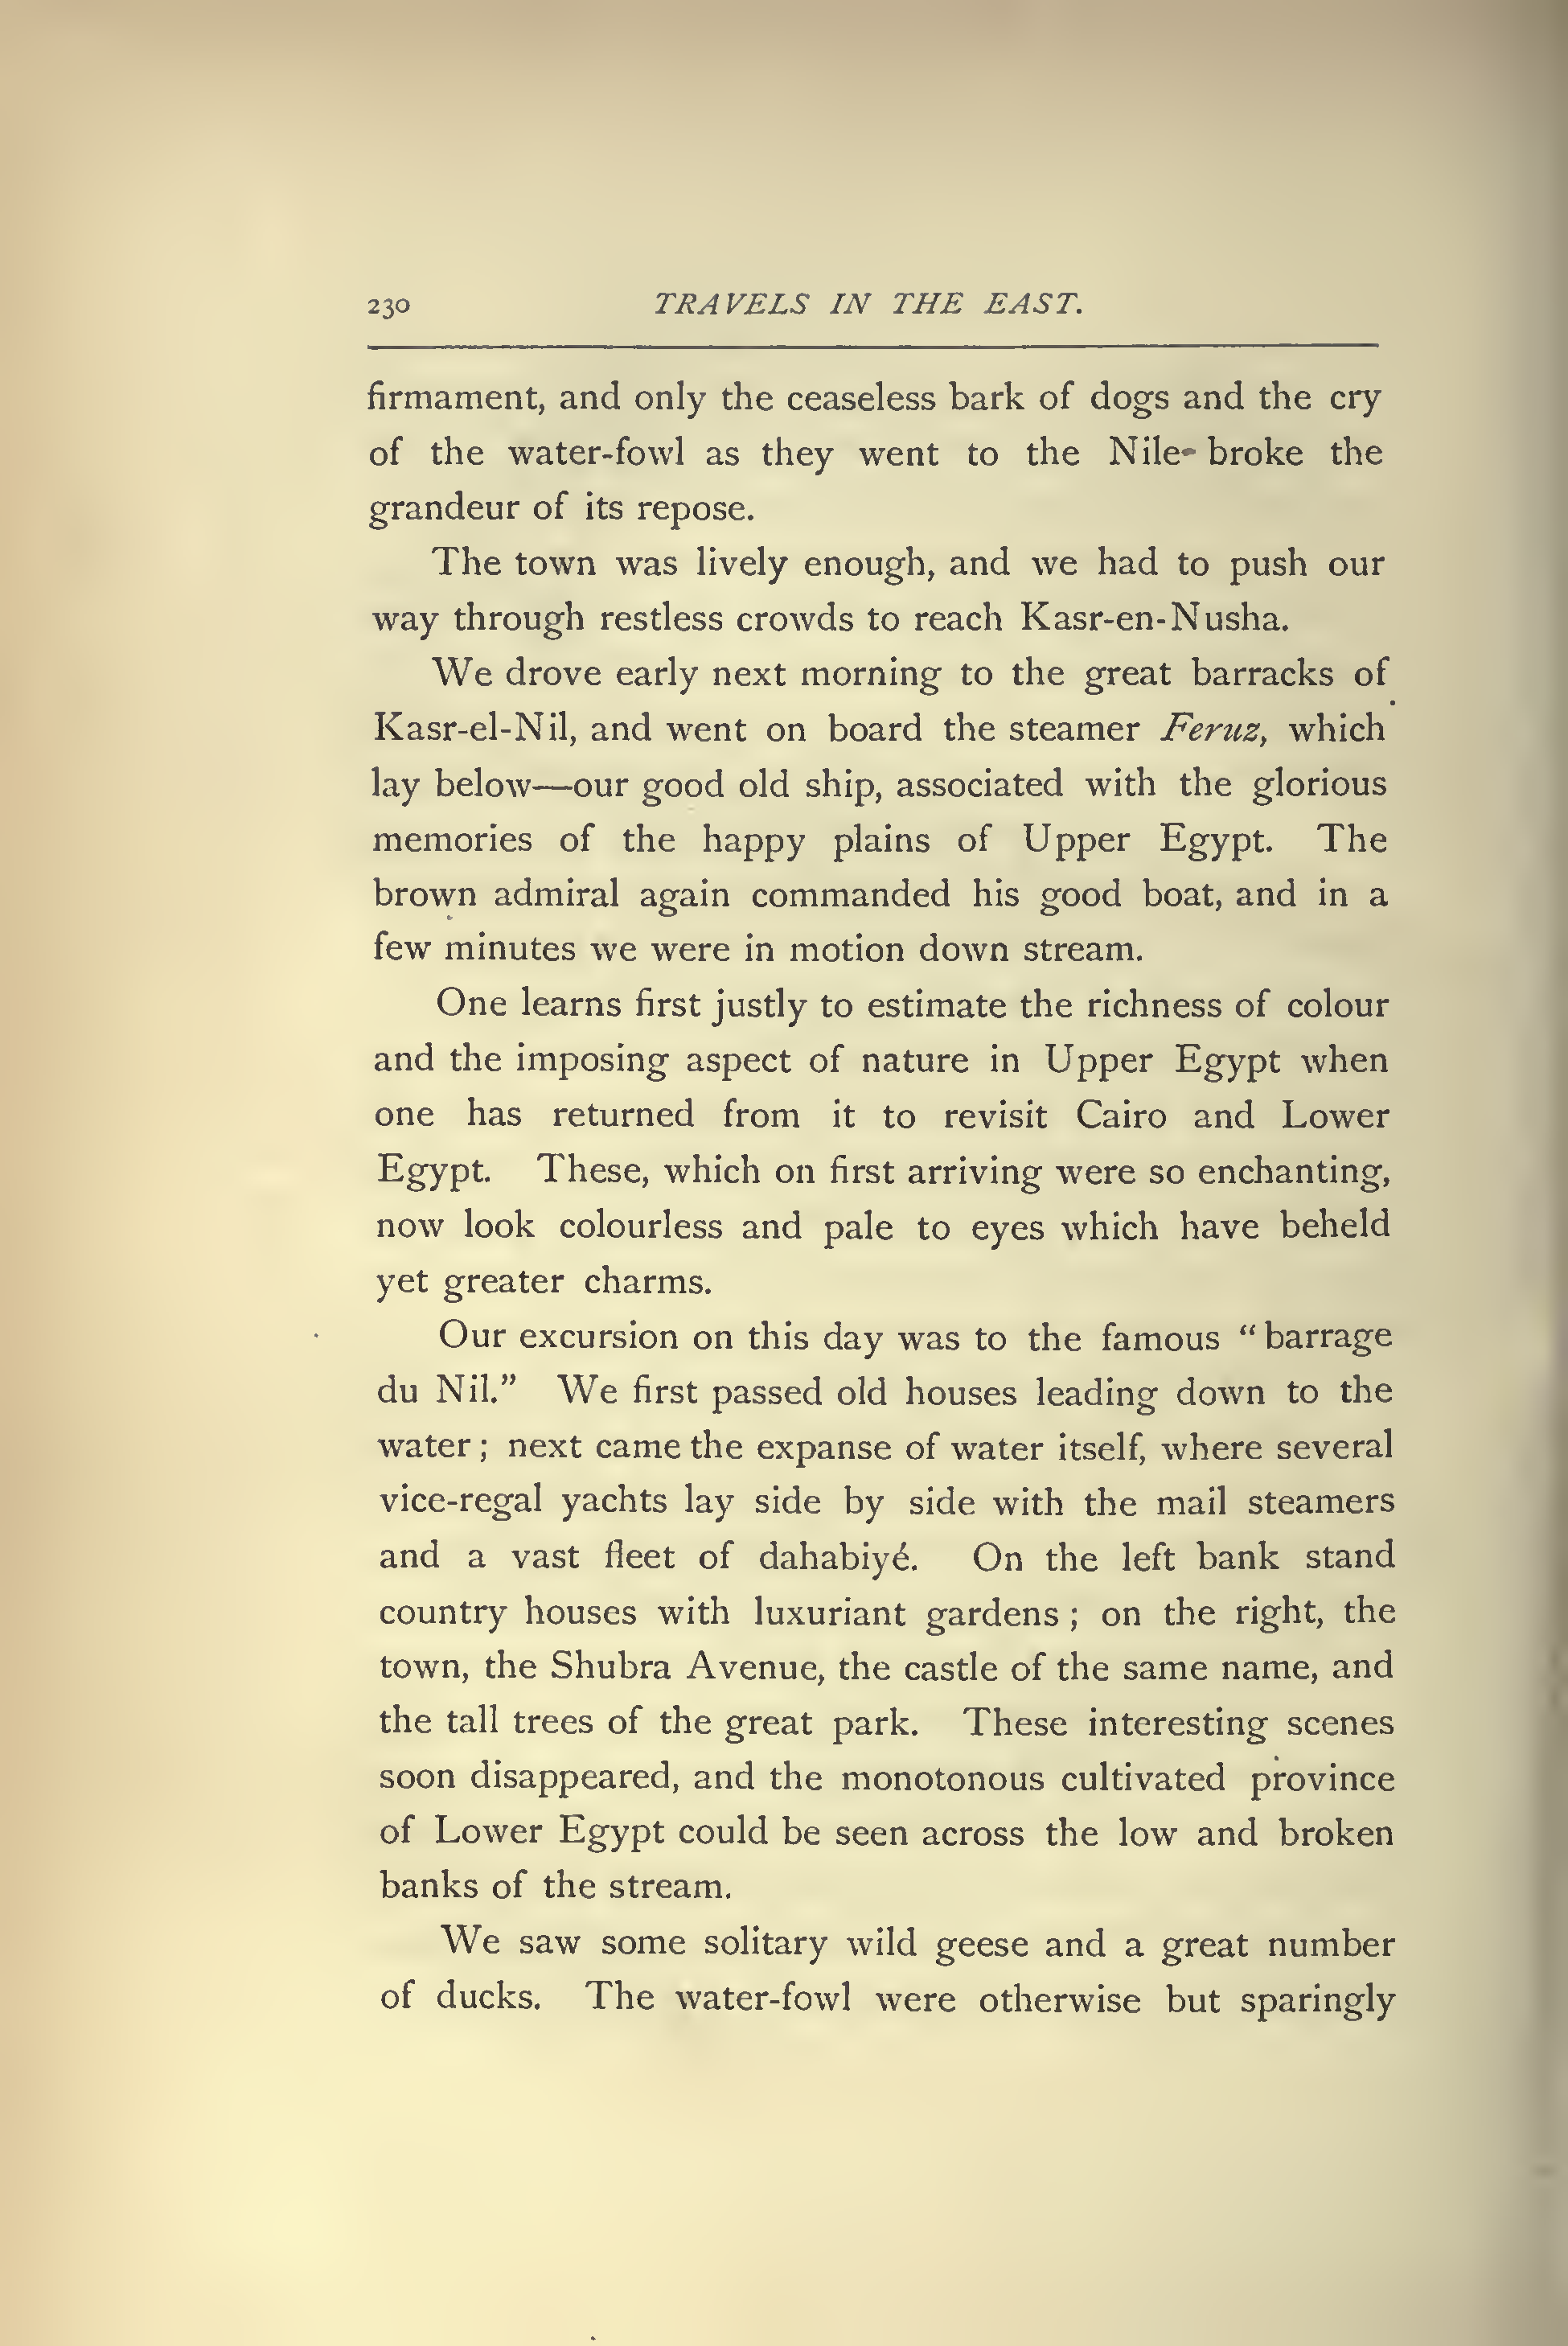 230 TRAVELS IN THE EAST.
firmament, and only the ceaseless bark of dogs and the cry
of the water-fowl as they went to the Nile broke the
grandeur of its repose.
The town was lively enough, and we had to push our
way through restless crowds to reach Kasr-en-Nusha.
We drove early next morning to the great barracks of
Kasr-el-Nil, and went on board the steamer Feruz, which
lay below—our good old ship, associated with the glorious
memories of the happy plains of Upper Egypt. The
brown admiral again commanded his good boat, and in a
few minutes we were in motion down stream.
One learns first justly to estimate the richness of colour
and the imposing aspect of nature in Upper Egypt when
one has returned from it to revisit Cairo and Lower
Egypt. These, which on first arriving were so enchanting,
now look colourless and pale to eyes which have beheld
yet greater charms.
Our excursion on this day was to the famous “barrage
du Nil.” We first passed old houses leading down to the
water; next came the expanse of water itself, where several
vice-regal yachts lay side by side with the mail steamers
and a vast fleet of dahabiyé. On the left bank stand
country houses with luxuriant gardens; on the right, the
town, the Shubra Avenue, the castle of the same name, and
the tall trees of the great park. These interesting scenes
soon disappeared, and the monotonous cultivated province
of Lower Egypt could be seen across the low and broken
banks of the stream.
We saw some solitary wild geese and a great number
of ducks. The water-fowl were otherwise but sparingly